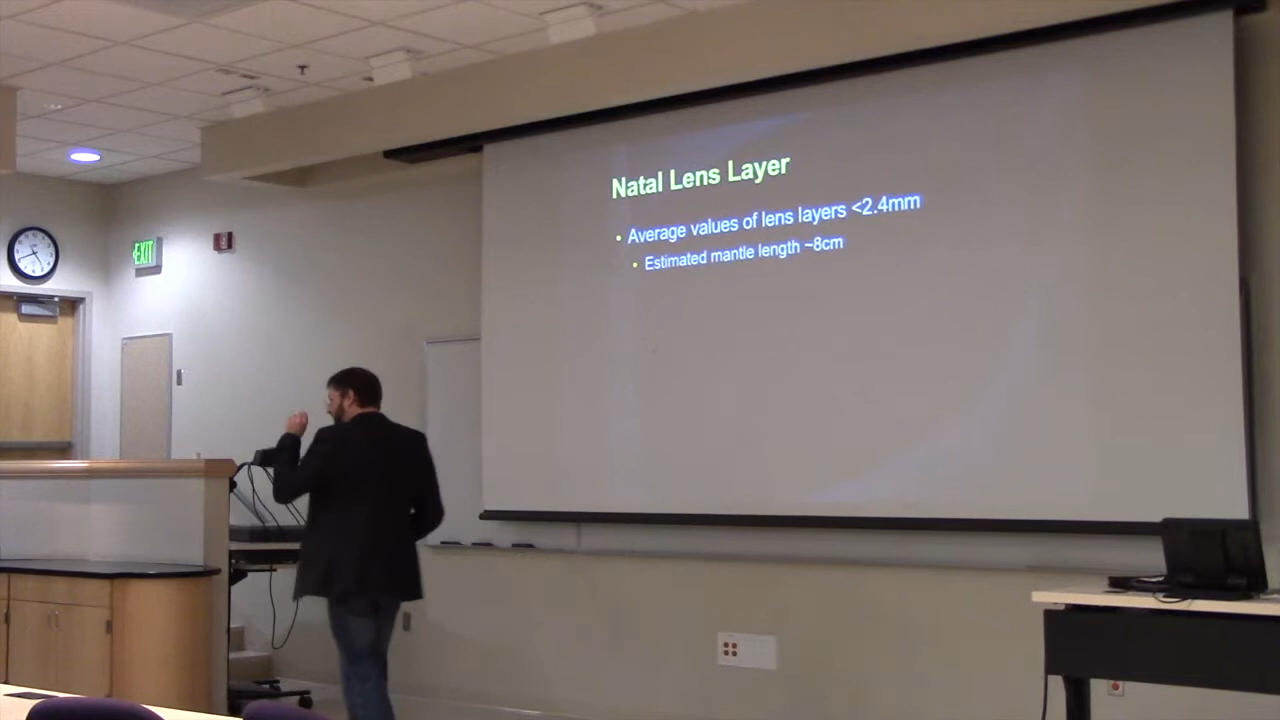 Natal Lens Layer
• Average values of lens layers <2.4mm
• Estimated mantle length ~8cm
EXIT